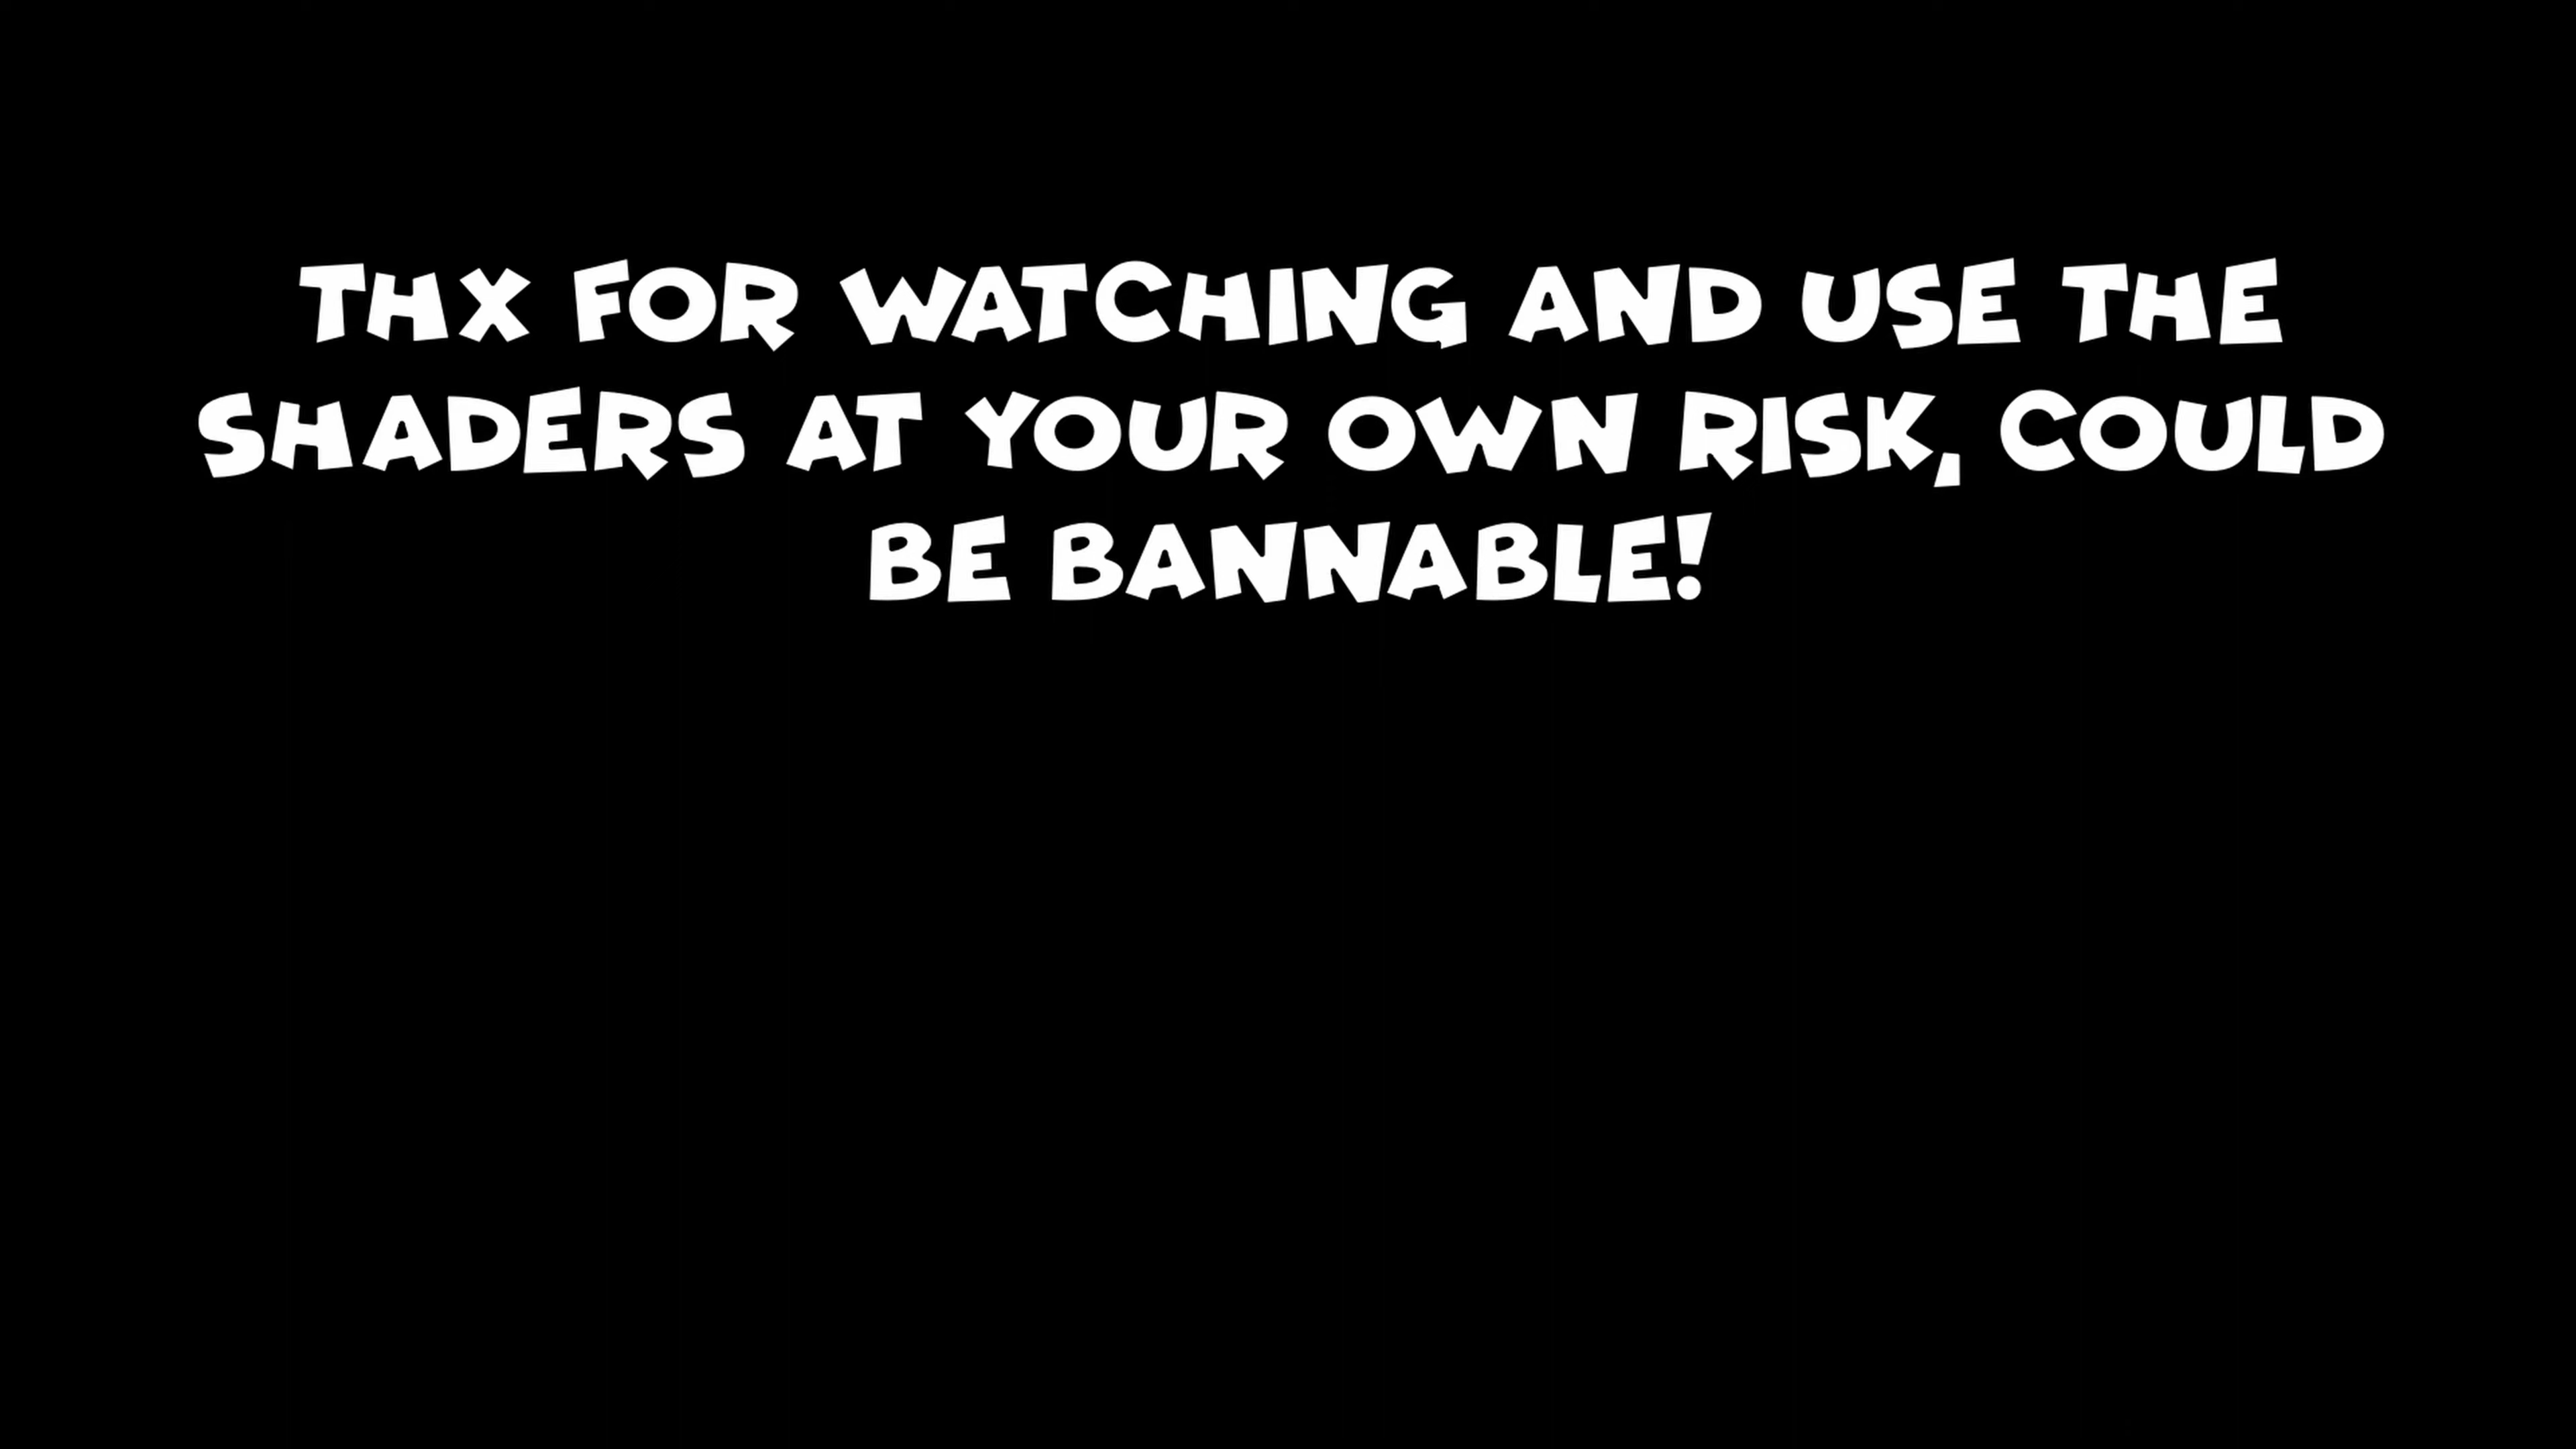 THX FOR WATCHING AND USE THE
SHADERS AT YOUR OWN RISK, COULD
BE BANNABLE!